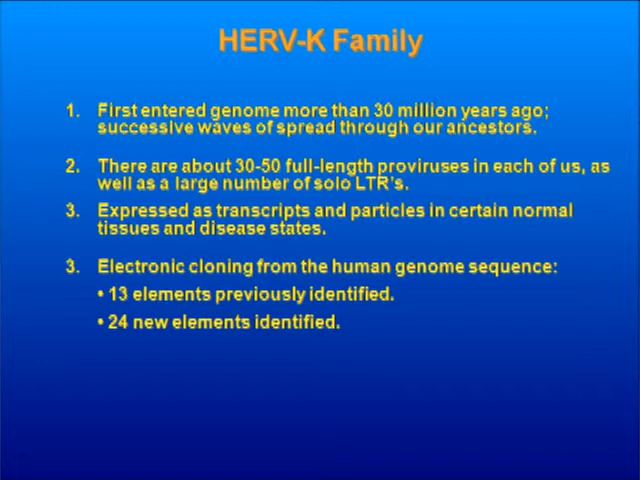 HERV-K Family
1. First entered genome more than 30 million years ago;
successive waves of spread through our ancestors.
2. There are about 30-50 full-length proviruses in each of us, as
well as a large number of solo LTR's.
3. Expressed as transcripts and particles in certain normal
tissues and disease states.
3. Electronic cloning from the human genome sequence:
• 13 elements previously identified.
• 24 new elements identified.